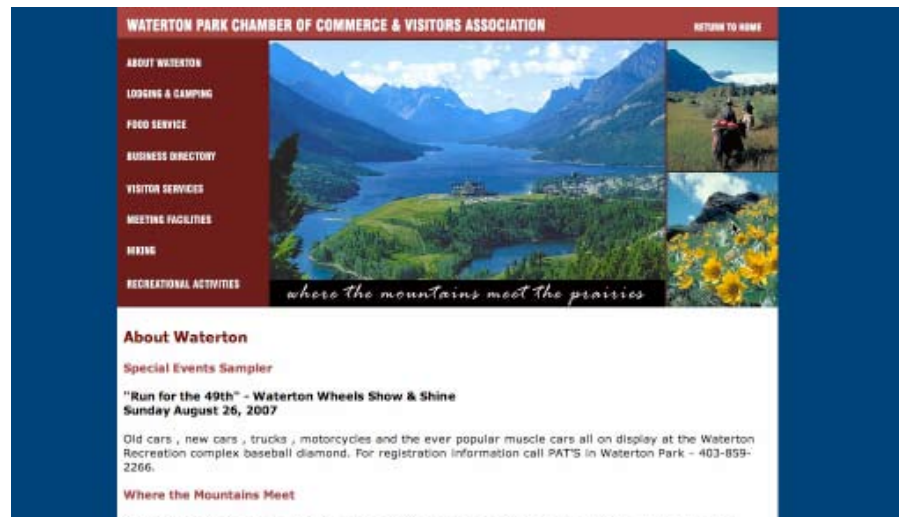 WATERTON PARK CHAMBER OF COMMERCE & VISITORS ASSOCIATION
RETURN TO HOME
ABOUT WATERTON
LODGING & CAMPING
FOOD SERVICE
BUSINESS DIRECTORY
VISITOR SERVICES
MEETING FACILITIES
HIKING
RECREATIONAL ACTIVITIES
where the mountains meet the prairies
About Waterton
Special Events Sampler
"Run for the 49th" - Waterton Wheels Show & Shine
Sunday August 26, 2007
Old cars , new cars , trucks , motorcycles and the ever popular muscle cars all on display at the Waterton
Recreation complex baseball diamond. For registration information call PAT'S in Waterton Park - 403-859-
2266.
Where the Mountains Meet